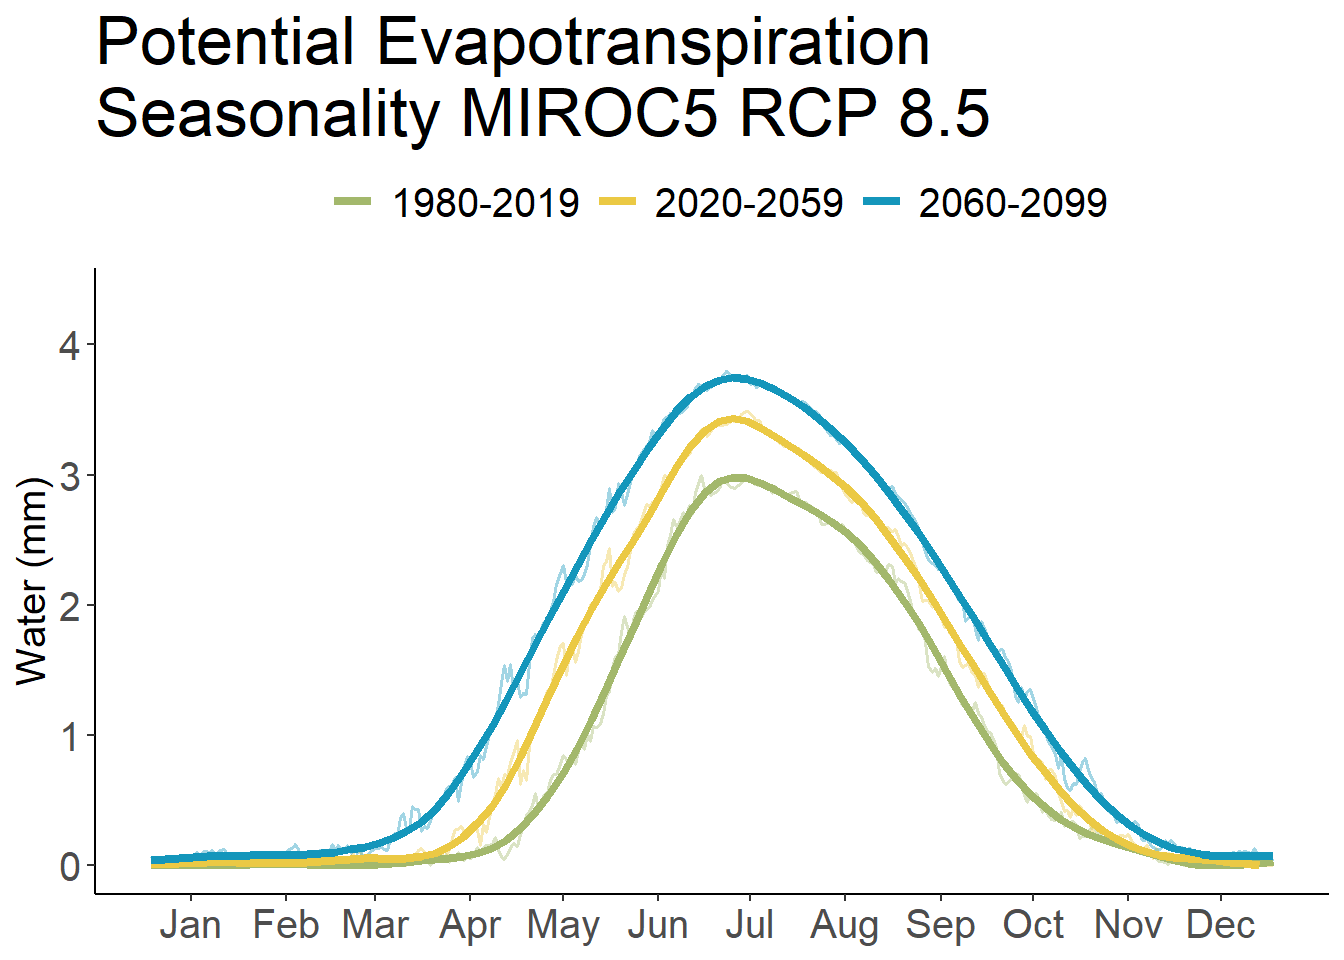 Potential Evapotranspiration
Seasonality MIROC5 RCP 8.5
1980-2019 2020-2059 2060-2099
Water (mm)
4
3
2
1
0
Jan Feb Mar Apr May Jun Jul Aug Sep Oct Nov Dec